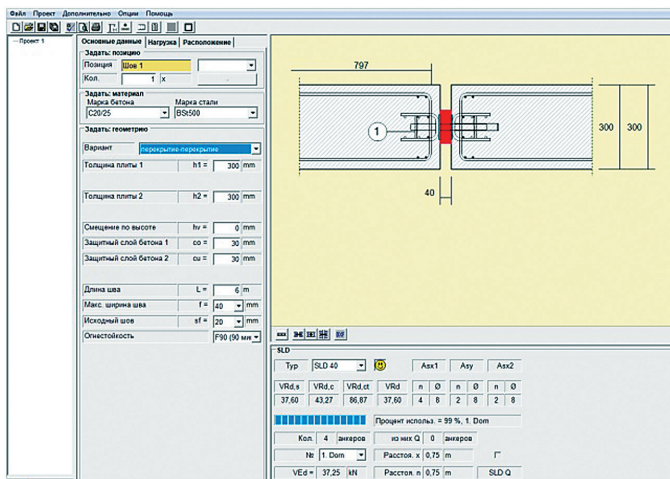 Файл Проект Дополнительно Опции Помощь
Проект 1
Основные данные Нагрузка Расположение
Задать: позицию
Позиция Шов 1
Кол. 1 x
Задать: материал
Марка бетона Марка стали
C20/25 BSt500
Задать: геометрию
Вариант перекрытие-перекрытие
Толщина плиты 1 h1 = 300 mm
Толщина плиты 2 h2 = 300 mm
Смещение по высоте hv = 0 mm
Защитный слой бетона 1 co = 30 mm
Защитный слой бетона 2 cu = 30 mm
Длина шва L = 6 m
Макс. ширина шва f = 40 mm
Исходный шов sf = 20 mm
Огнестойкость F90 (90 ми
797
1
300 300
40
SLD
Typ SLD 40 Asx1 Asy Asx2
VRd,s VRd,c VRd,ct VRd n Ø n Ø n Ø
37,60 43,27 86,87 37,60 4 8 2 8 2 8
Процент использ. = 99 %, 1. Dorn
Кол. 4 анкеров из них Q 0 анкеров
№ 1. Dorn Расстоя. x 0,75 m
VEd = 37,25 kN Расстоя. n 0,75 m SLD Q